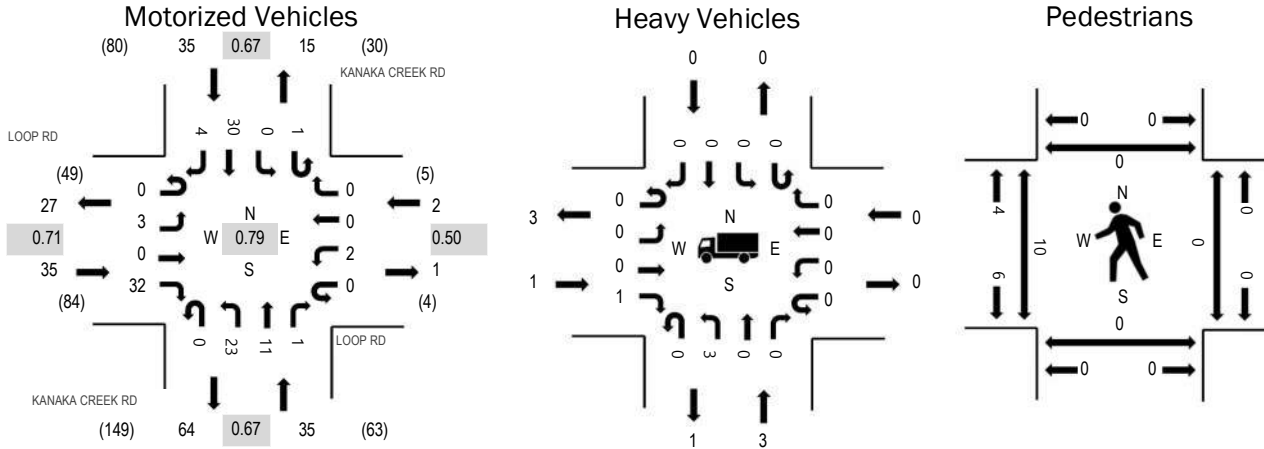 Motorized Vehicles
(80) 35 0.67 15 (30)
KANAKA CREEK RD
4 30 0 1
LOOP RD
(49) 0 0 (5)
27 2
3 0
N
0.71 W 0.79 E 0.50
0 2
S
35 1
32 0
(84) (4)
0 23 11 1
LOOP RD
KANAKA CREEK RD
(149) 64 0.67 35 (63)
Heavy Vehicles
0 0
0 0 0 0
0 0
3 0
0 0
N
W E
0 0
S
1 0
1 0
0 3 0 0
1 3
Pedestrians
0 0
0
N
4 0
W E
10 0
6 0
S
0
0 0